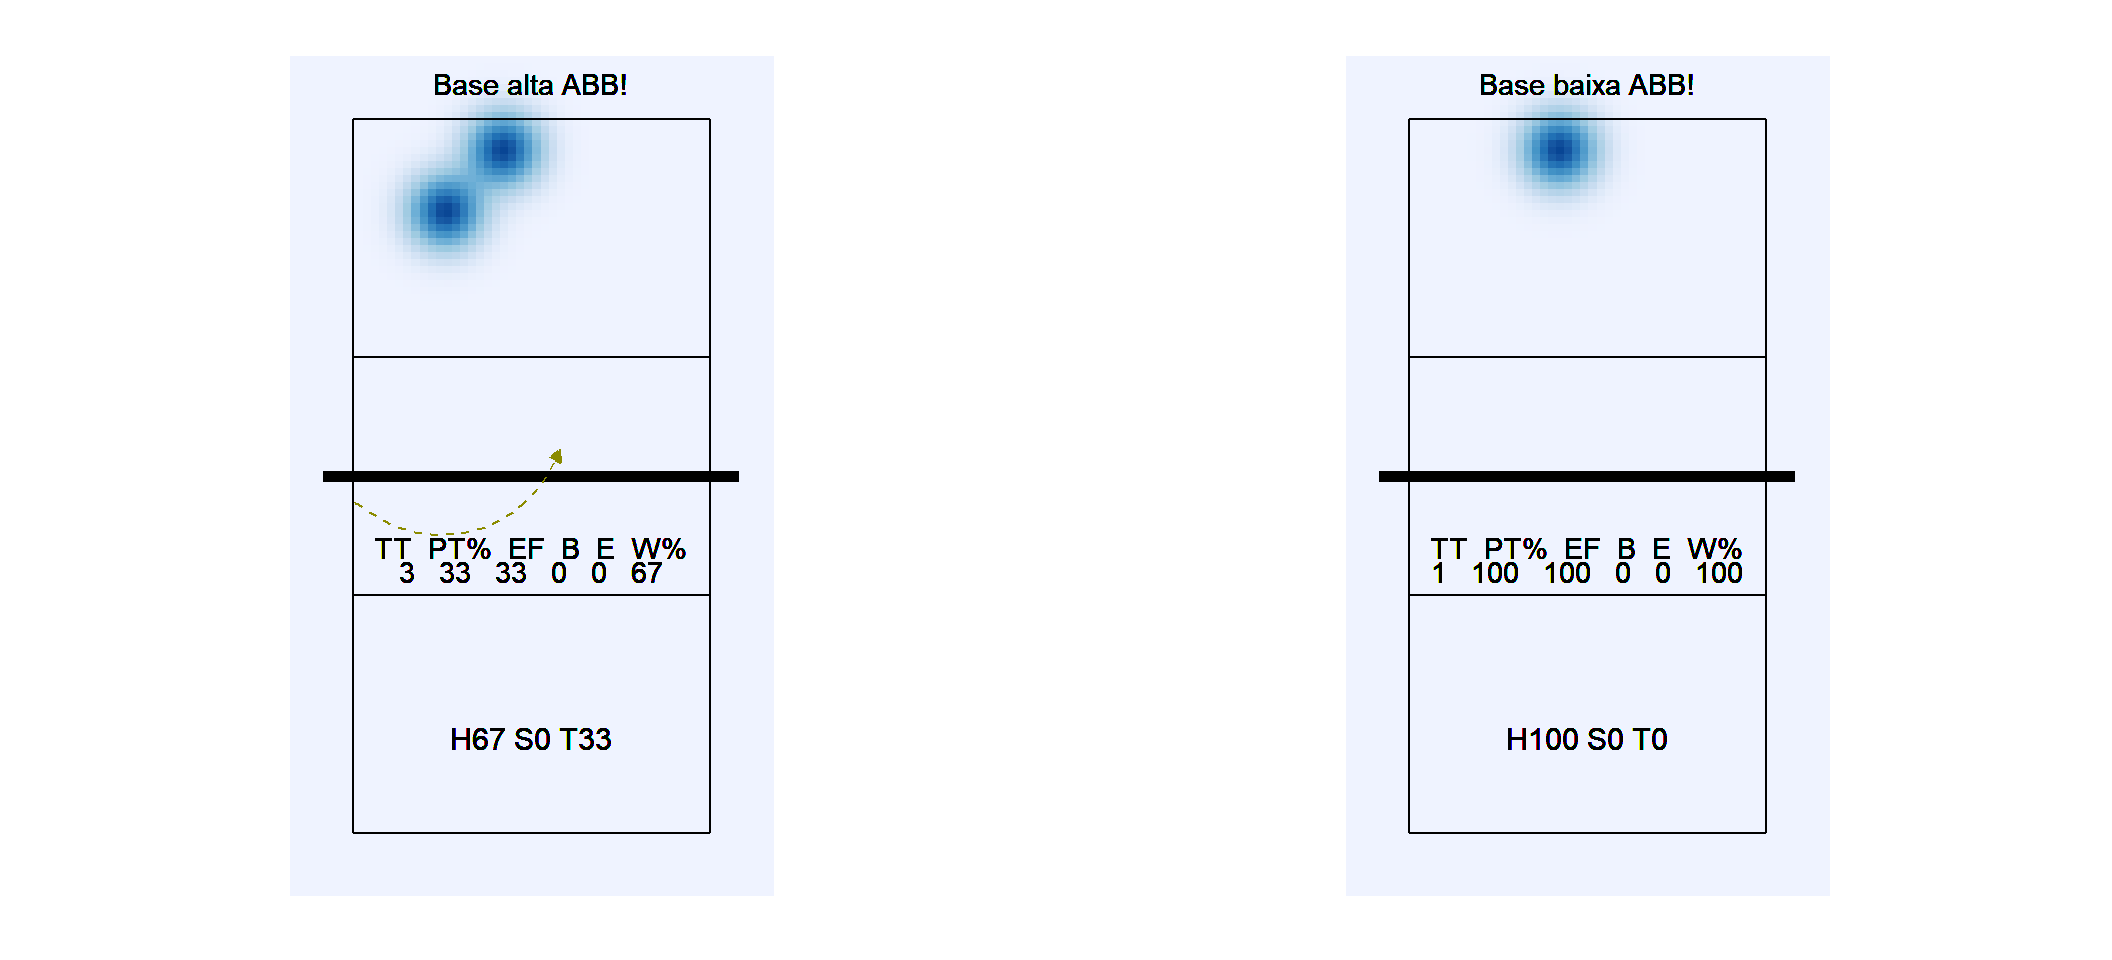 Base alta ABB!
TT PT% EF B E W%
3 33 33 0 0 67
H67 S0 T33
Base baixa ABB!
TT PT% EF B E W%
1 100 100 0 0 100
H100 S0 T0